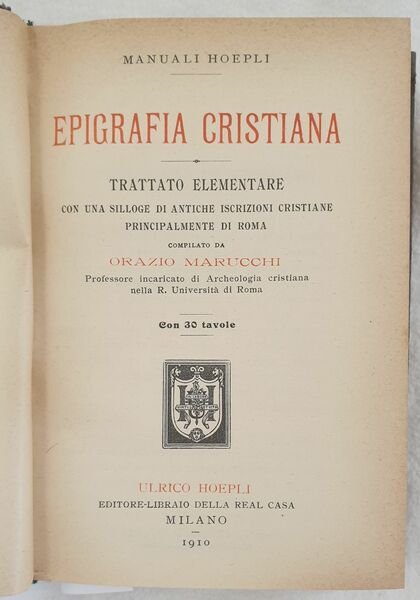 MANUALI HOEPLI
EPIGRAFIA CRISTIANA
TRATTATO ELEMENTARE
CON UNA SILLOGE DI ANTICHE ISCRIZIONI CRISTIANE
PRINCIPALMENTE DI ROMA
COMPILATO DA
ORAZIO MARUCCHI
Professore incaricato di Archeologia cristiana
nella R. Università di Roma
Con 30 tavole
ULRICO HOEPLI
EDITORE-LIBRAIO DELLA REAL CASA
MILANO
1910